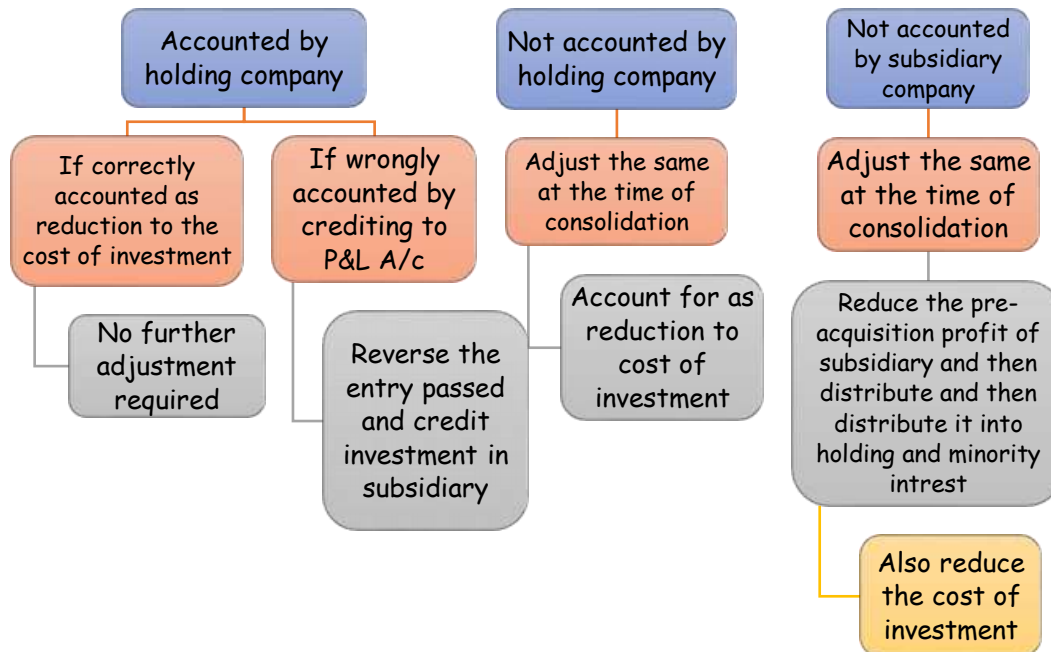 Accounted by
holding company
Not accounted by
holding company
Not accounted
by subsidiary
company
If correctly
accounted as
reduction to the
cost of investment
If wrongly
accounted by
crediting to
P&L A/c
Adjust the same
at the time of
consolidation
Adjust the same
at the time of
consolidation
No further
adjustment
required
Reverse the
entry passed
and credit
investment in
subsidiary
Account for as
reduction to
cost of
investment
Reduce the pre-
acquisition profit of
subsidiary and then
distribute and then
distribute it into
holding and minority
intrest
Also reduce
the cost of
investment